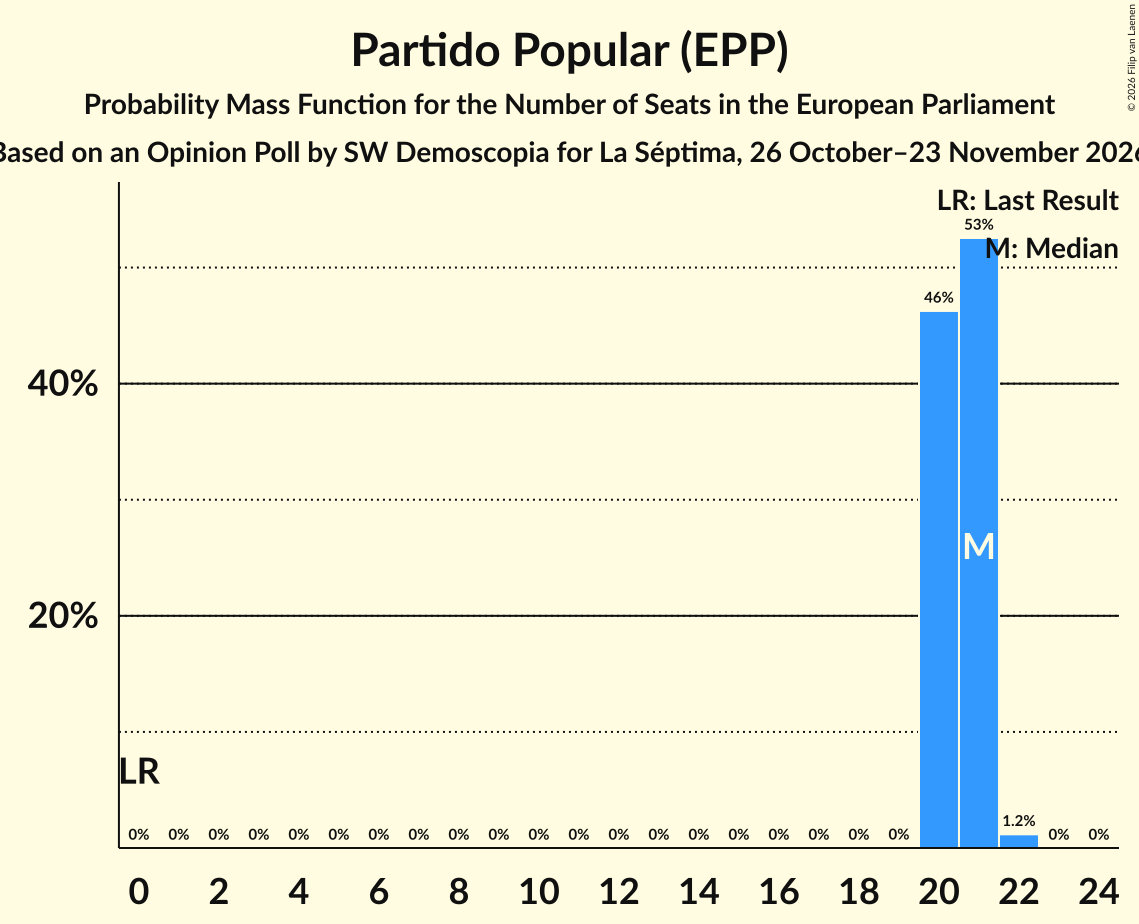 Partido Popular (EPP)
Probability Mass Function for the Number of Seats in the European Parliament
Based on an Opinion Poll by SW Demoscopia for La Séptima, 26 October–23 November 2026
© 2026 Filip van Laenen
LR: Last Result
53%
M: Median
46%
40%
M
20%
LR
0% 0% 0% 0% 0% 0% 0% 0% 0% 0% 0% 0% 0% 0% 0% 0% 0% 0% 0% 0% 1.2% 0% 0%
0 2 4 6 8 10 12 14 16 18 20 22 24